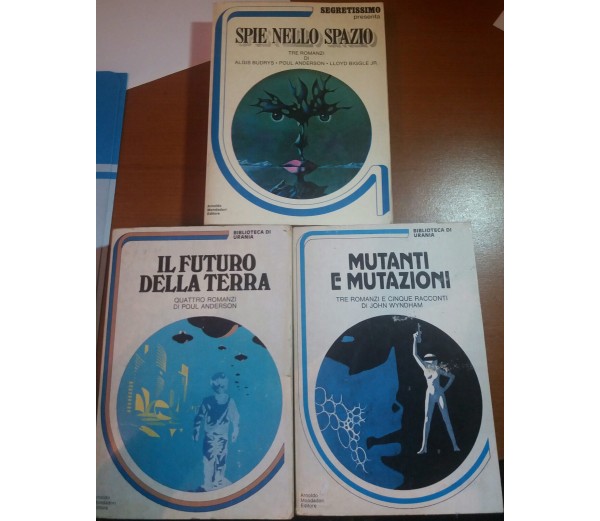 SEGRETISSIMO
presenta
SPIE NELLO SPAZIO
TRE ROMANZI
DI
ALGIS BUDRYS • POUL ANDERSON • LLOYD BIGGLE JR.
Arnoldo
Mondadori
Editore
BIBLIOTECA DI
URANIA
IL FUTURO
DELLA TERRA
QUATTRO ROMANZI
DI POUL ANDERSON
Arnoldo
Mondadori
Editore
BIBLIOTECA DI
URANIA
MUTANTI
E MUTAZIONI
TRE ROMANZI E CINQUE RACCONTI
DI JOHN WYNDHAM
Arnoldo
Mondadori
Editore